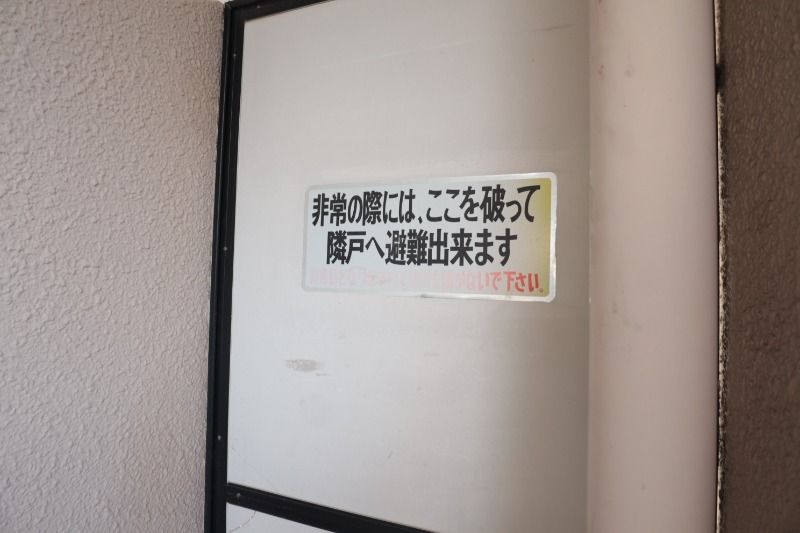 非常の際には、ここを破って
隣戸へ避難出来ます
ないで下さい。